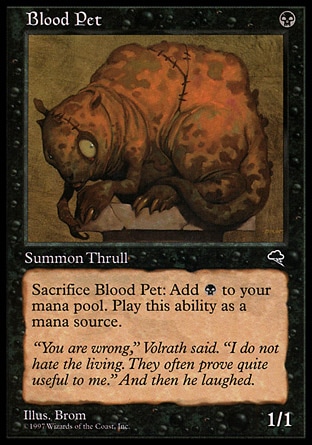 Blood Pet
Summon Thrull
Sacrifice Blood Pet: Add to your
mana pool. Play this ability as a
mana source.
"You are wrong," Volrath said. "I do not
hate the living. They often prove quite
useful to me." And then he laughed.
Illus. Brom
©1997 Wizards of the Coast, Inc.
1/1